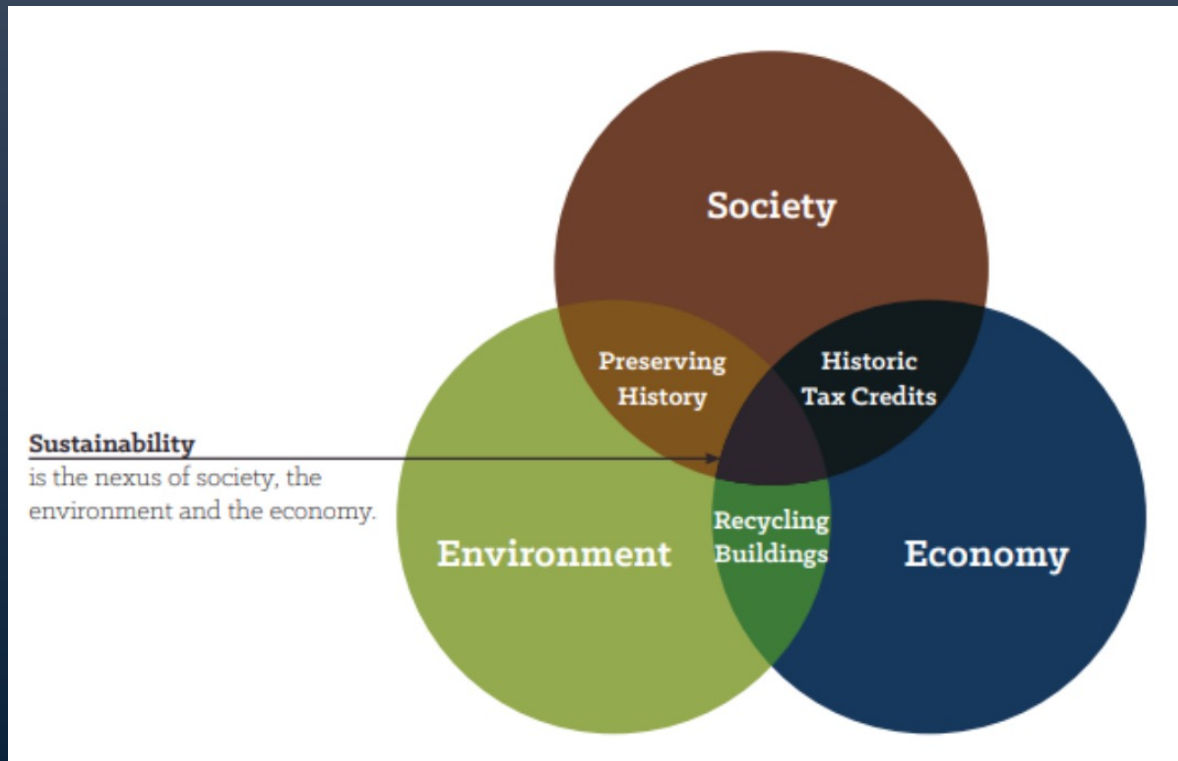 Society
Preserving
History
Historic
Tax Credits
Sustainability
is the nexus of society, the
environment and the economy.
Recycling
Buildings
Environment
Economy